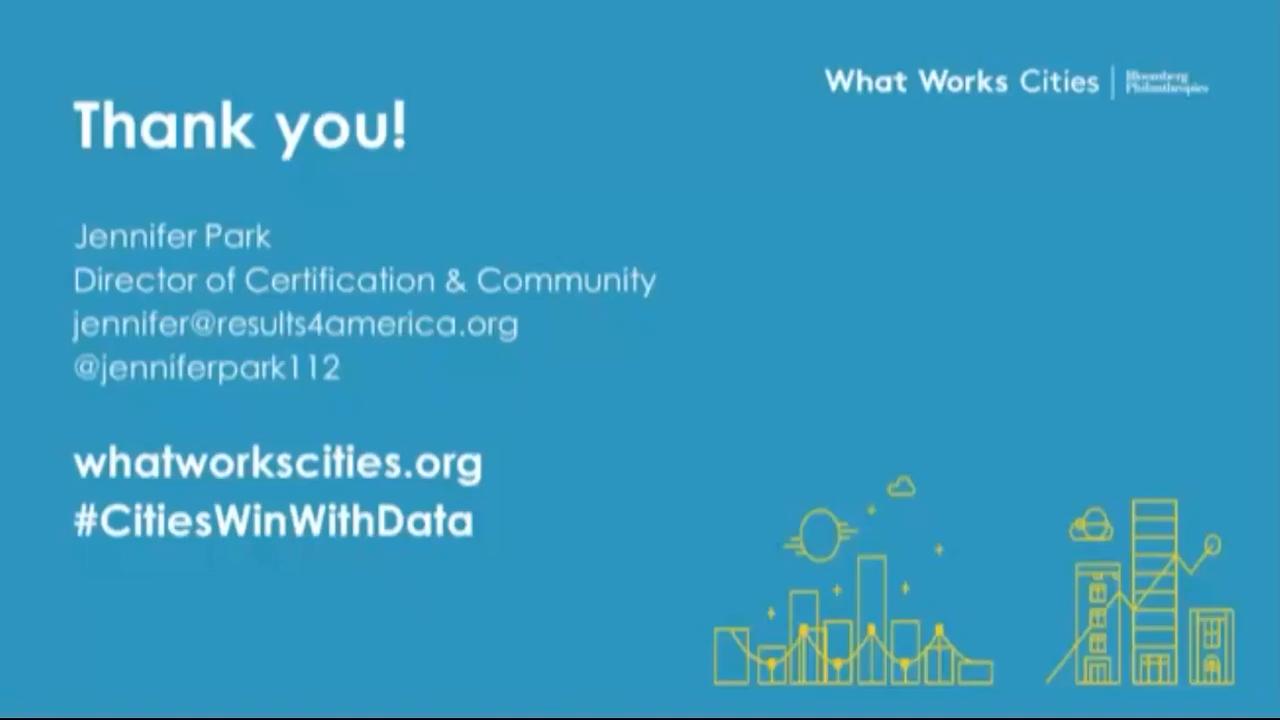 What Works Cities | Bloomberg Philanthropies
Thank you!
Jennifer Park
Director of Certification & Community
jennifer@results4america.org
@jenniferpark112
whatworkscities.org
#CitiesWinWithData